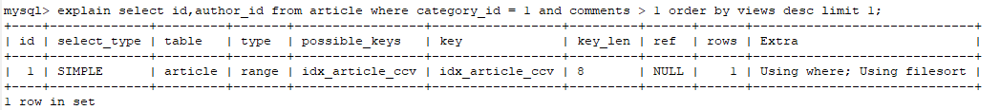 mysql> explain select id,author_id from article where category_id = 1 and comments > 1 order by views desc limit 1;
+----+-------------+---------+-------+-----------------+-----------------+---------+------+------+-----------------------------+
| id | select_type | table | type | possible_keys | key | key_len | ref | rows | Extra |
+----+-------------+---------+-------+-----------------+-----------------+---------+------+------+-----------------------------+
| 1 | SIMPLE | article | range | idx_article_ccv | idx_article_ccv | 8 | NULL | 1 | Using where; Using filesort |
+----+-------------+---------+-------+-----------------+-----------------+---------+------+------+-----------------------------+
1 row in set